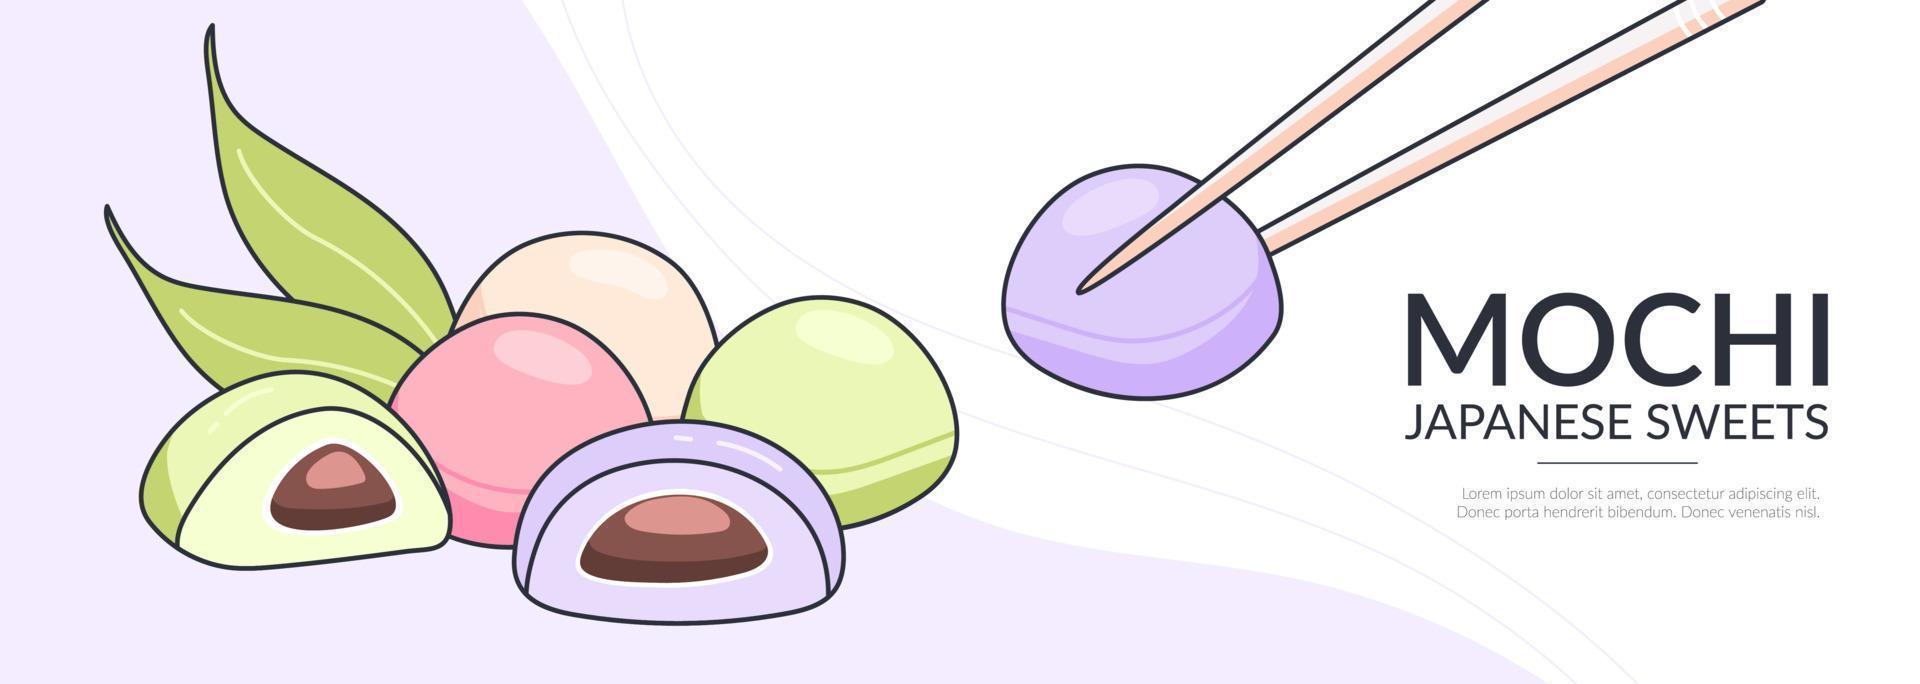 MOCHI
JAPANESE SWEETS
Lorem ipsum dolor sit amet, consectetur adipiscing elit.
Donec porta hendrerit bibendum. Donec venenatis nisl.